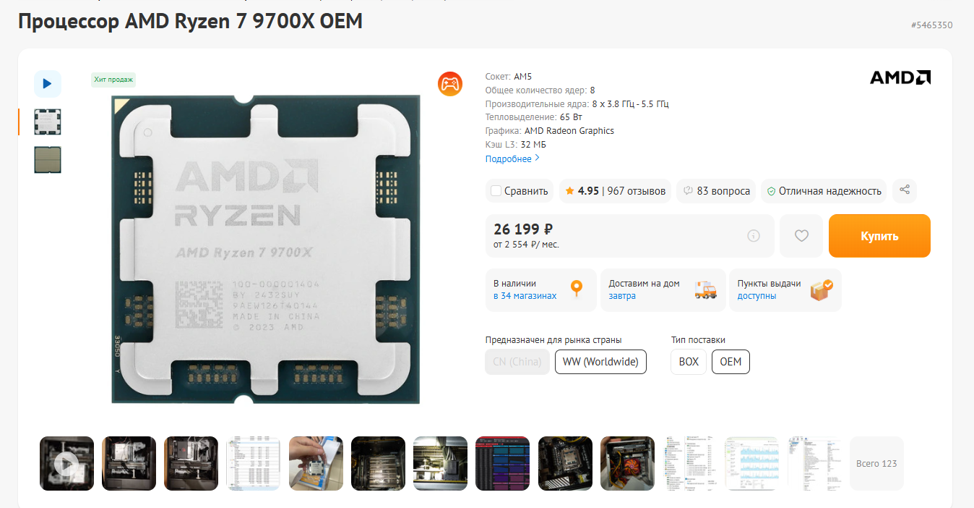 Процессор AMD Ryzen 7 9700X OEM
#5465350
Хит продаж
AMD
RYZEN
AMD Ryzen 7 9700X
100-000001404
BY 2432SUY
MADE IN CHINA
© 2023 AMD
AMD
Сокет: AM5
Общее количество ядер: 8
Производительные ядра: 8 x 3.8 ГГц - 5.5 ГГц
Тепловыделение: 65 Вт
Графика: AMD Radeon Graphics
Кэш L3: 32 МБ
Подробнее
Сравнить
4.95 | 967 отзывов
83 вопроса
Отличная надежность
26 199 ₽
от 2 554 ₽/ мес.
Купить
В наличии
в 34 магазинах
Доставим на дом
завтра
Пункты выдачи
доступны
Предназначен для рынка страны
CN (China)
WW (Worldwide)
Тип поставки
BOX
OEM
Всего 123